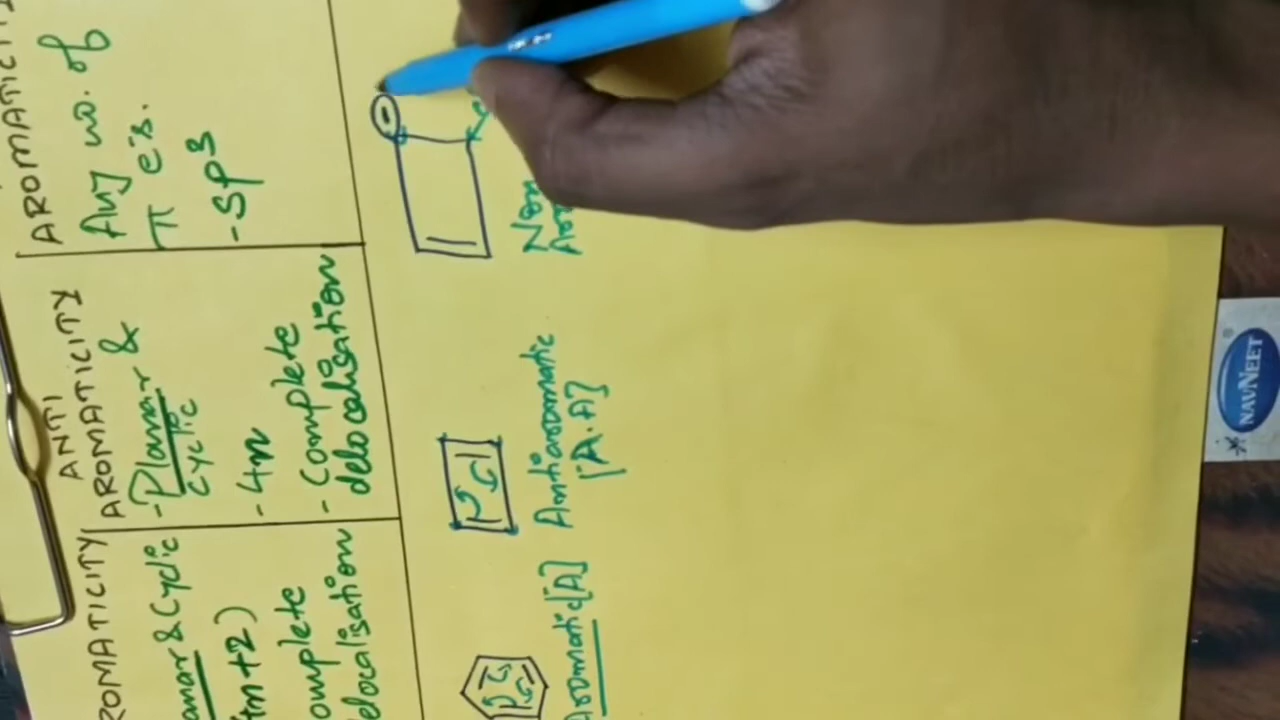 AROMATICITY
-Planar & Cyclic
(4n+2)
Complete
delocalisation
ANTI
AROMATICITY
-Planar &
cyclic
-4n
-Complete
delocalisation
[AROMATICITY
Any no. of
π e⁻s.
-sp³
Aromatic[A]
Antiaromatic
[A.A]
Non
NAVNEET